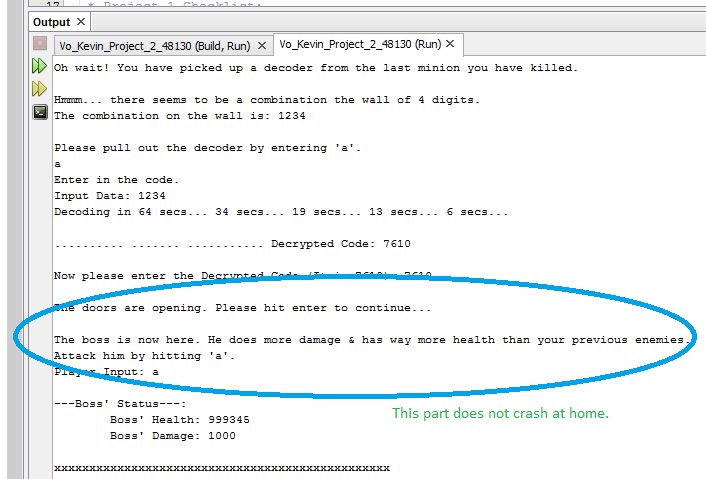 17 * Project 1 Checklist:
Output ×
Vo_Kevin_Project_2_48130 (Build, Run) × Vo_Kevin_Project_2_48130 (Run) ×
Oh wait! You have picked up a decoder from the last minion you have killed.
Hmmm... there seems to be a combination the wall of 4 digits.
The combination on the wall is: 1234
Please pull out the decoder by entering 'a'.
a
Enter in the code.
Input Data: 1234
Decoding in 64 secs... 34 secs... 19 secs... 13 secs... 6 secs...
.......... ....... ........... Decrypted Code: 7610
Now please enter the Decrypted Code (It is 7610): 7610
The doors are opening. Please hit enter to continue...
The boss is now here. He does more damage & has way more health than your previous enemies.
Attack him by hitting 'a'.
Player Input: a
---Boss' Status---:
Boss' Health: 999345
Boss' Damage: 1000
This part does not crash at home.
xxxxxxxxxxxxxxxxxxxxxxxxxxxxxxxxxxxxxxxxxxxxxxxx